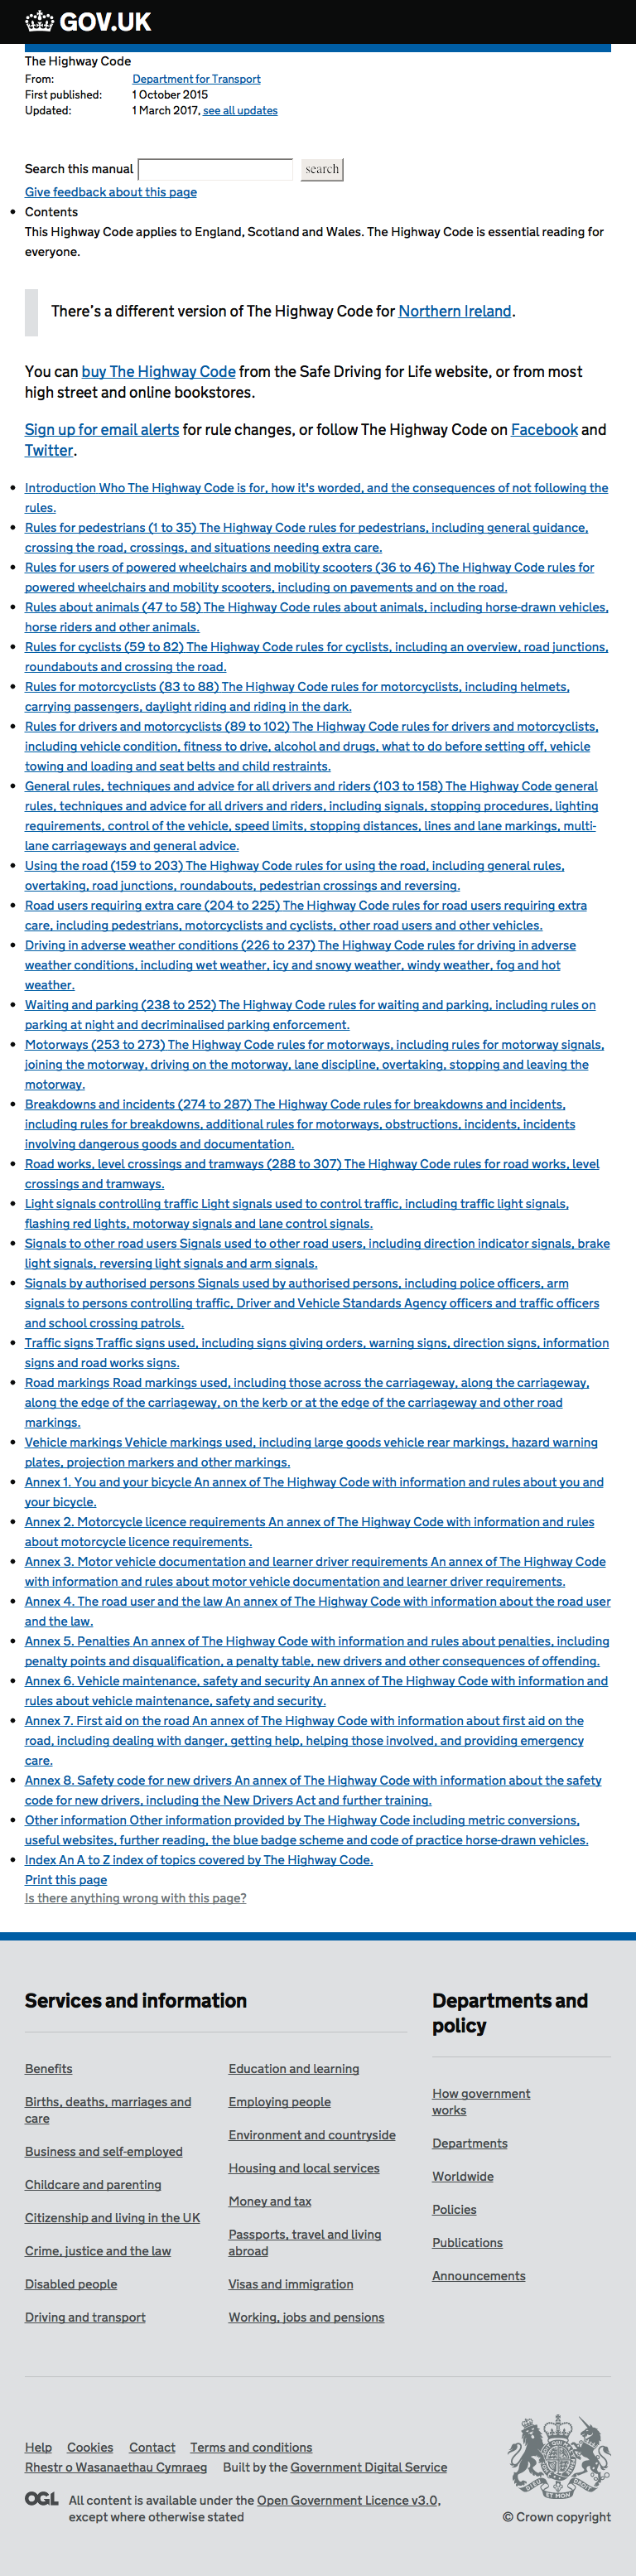 GOV.UK
The Highway Code
From: Department for Transport
First published: 1 October 2015
Updated: 1 March 2017, see all updates
Search this manual search
Give feedback about this page
Contents
This Highway Code applies to England, Scotland and Wales. The Highway Code is essential reading for
everyone.
There's a different version of The Highway Code for Northern Ireland.
You can buy The Highway Code from the Safe Driving for Life website, or from most
high street and online bookstores.
Sign up for email alerts for rule changes, or follow The Highway Code on Facebook and
Twitter.
Introduction Who The Highway Code is for, how it's worded, and the consequences of not following the
rules.
Rules for pedestrians (1 to 35) The Highway Code rules for pedestrians, including general guidance,
crossing the road, crossings, and situations needing extra care.
Rules for users of powered wheelchairs and mobility scooters (36 to 46) The Highway Code rules for
powered wheelchairs and mobility scooters, including on pavements and on the road.
Rules about animals (47 to 58) The Highway Code rules about animals, including horse-drawn vehicles,
horse riders and other animals.
Rules for cyclists (59 to 82) The Highway Code rules for cyclists, including an overview, road junctions,
roundabouts and crossing the road.
Rules for motorcyclists (83 to 88) The Highway Code rules for motorcyclists, including helmets,
carrying passengers, daylight riding and riding in the dark.
Rules for drivers and motorcyclists (89 to 102) The Highway Code rules for drivers and motorcyclists,
including vehicle condition, fitness to drive, alcohol and drugs, what to do before setting off, vehicle
towing and loading and seat belts and child restraints.
General rules, techniques and advice for all drivers and riders (103 to 158) The Highway Code general
rules, techniques and advice for all drivers and riders, including signals, stopping procedures, lighting
requirements, control of the vehicle, speed limits, stopping distances, lines and lane markings, multi-
lane carriageways and general advice.
Using the road (159 to 203) The Highway Code rules for using the road, including general rules,
overtaking, road junctions, roundabouts, pedestrian crossings and reversing.
Road users requiring extra care (204 to 225) The Highway Code rules for road users requiring extra
care, including pedestrians, motorcyclists and cyclists, other road users and other vehicles.
Driving in adverse weather conditions (226 to 237) The Highway Code rules for driving in adverse
weather conditions, including wet weather, icy and snowy weather, windy weather, fog and hot
weather.
Waiting and parking (238 to 252) The Highway Code rules for waiting and parking, including rules on
parking at night and decriminalised parking enforcement.
Motorways (253 to 273) The Highway Code rules for motorways, including rules for motorway signals,
joining the motorway, driving on the motorway, lane discipline, overtaking, stopping and leaving the
motorway.
Breakdowns and incidents (274 to 287) The Highway Code rules for breakdowns and incidents,
including rules for breakdowns, additional rules for motorways, obstructions, incidents, incidents
involving dangerous goods and documentation.
Road works, level crossings and tramways (288 to 307) The Highway Code rules for road works, level
crossings and tramways.
Light signals controlling traffic Light signals used to control traffic, including traffic light signals,
flashing red lights, motorway signals and lane control signals.
Signals to other road users Signals used to other road users, including direction indicator signals, brake
light signals, reversing light signals and arm signals.
Signals by authorised persons Signals used by authorised persons, including police officers, arm
signals to persons controlling traffic, Driver and Vehicle Standards Agency officers and traffic officers
and school crossing patrols.
Traffic signs Traffic signs used, including signs giving orders, warning signs, direction signs, information
signs and road works signs.
Road markings Road markings used, including those across the carriageway, along the carriageway,
along the edge of the carriageway, on the kerb or at the edge of the carriageway and other road
markings.
Vehicle markings Vehicle markings used, including large goods vehicle rear markings, hazard warning
plates, projection markers and other markings.
Annex 1. You and your bicycle An annex of The Highway Code with information and rules about you and
your bicycle.
Annex 2. Motorcycle licence requirements An annex of The Highway Code with information and rules
about motorcycle licence requirements.
Annex 3. Motor vehicle documentation and learner driver requirements An annex of The Highway Code
with information and rules about motor vehicle documentation and learner driver requirements.
Annex 4. The road user and the law An annex of The Highway Code with information about the road user
and the law.
Annex 5. Penalties An annex of The Highway Code with information and rules about penalties, including
penalty points and disqualification, a penalty table, new drivers and other consequences of offending.
Annex 6. Vehicle maintenance, safety and security An annex of The Highway Code with information and
rules about vehicle maintenance, safety and security.
Annex 7. First aid on the road An annex of The Highway Code with information about first aid on the
road, including dealing with danger, getting help, helping those involved, and providing emergency
care.
Annex 8. Safety code for new drivers An annex of The Highway Code with information about the safety
code for new drivers, including the New Drivers Act and further training.
Other information Other information provided by The Highway Code including metric conversions,
useful websites, further reading, the blue badge scheme and code of practice horse-drawn vehicles.
Index An A to Z index of topics covered by The Highway Code.
Print this page
Is there anything wrong with this page?
Services and information
Benefits
Births, deaths, marriages and
care
Business and self-employed
Childcare and parenting
Citizenship and living in the UK
Crime, justice and the law
Disabled people
Driving and transport
Education and learning
Employing people
Environment and countryside
Housing and local services
Money and tax
Passports, travel and living
abroad
Visas and immigration
Working, jobs and pensions
Departments and
policy
How government
works
Departments
Worldwide
Policies
Publications
Announcements
Help Cookies Contact Terms and conditions
Rhestr o Wasanaethau Cymraeg Built by the Government Digital Service
OGL All content is available under the Open Government Licence v3.0,
except where otherwise stated
© Crown copyright